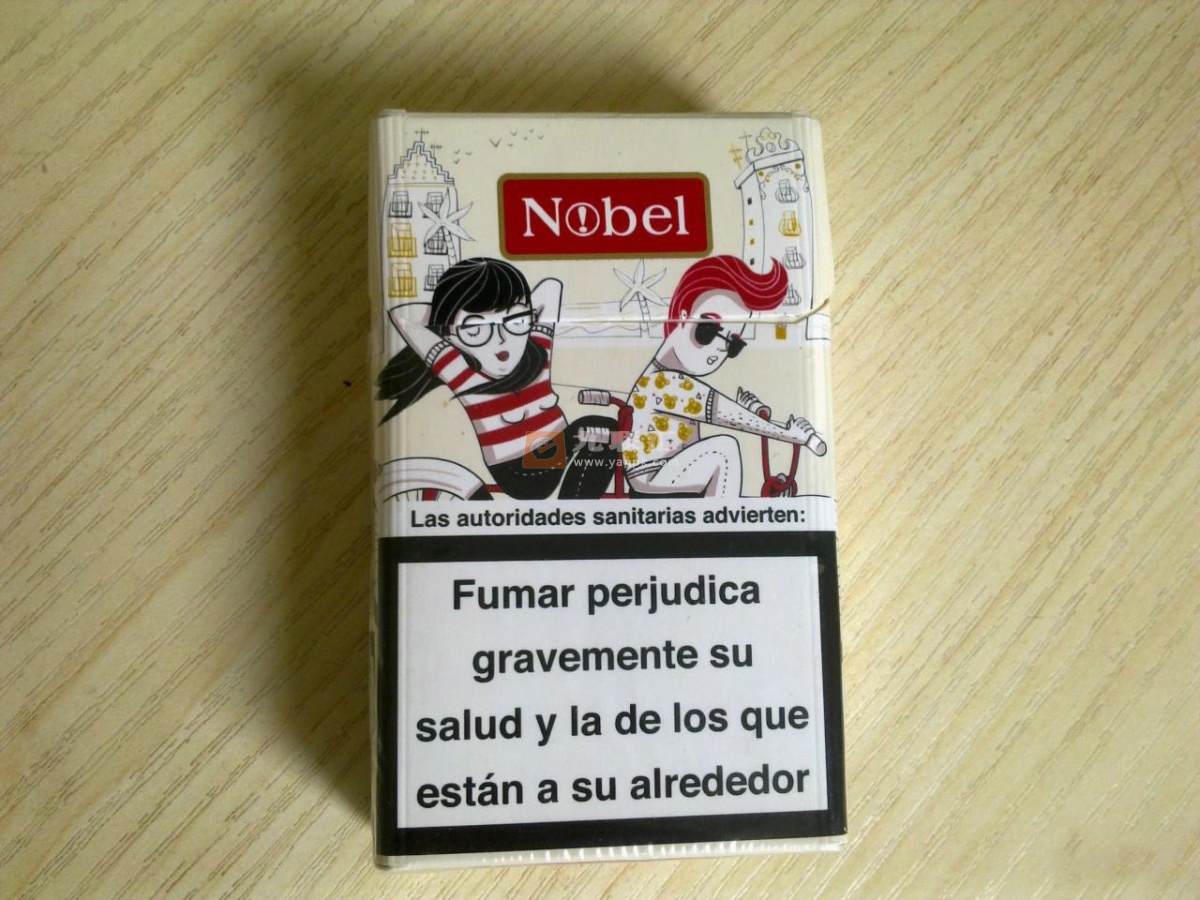 Nobel
Las autoridades sanitarias advierten:
Fumar perjudica
gravemente su
salud y la de los que
están a su alrededor